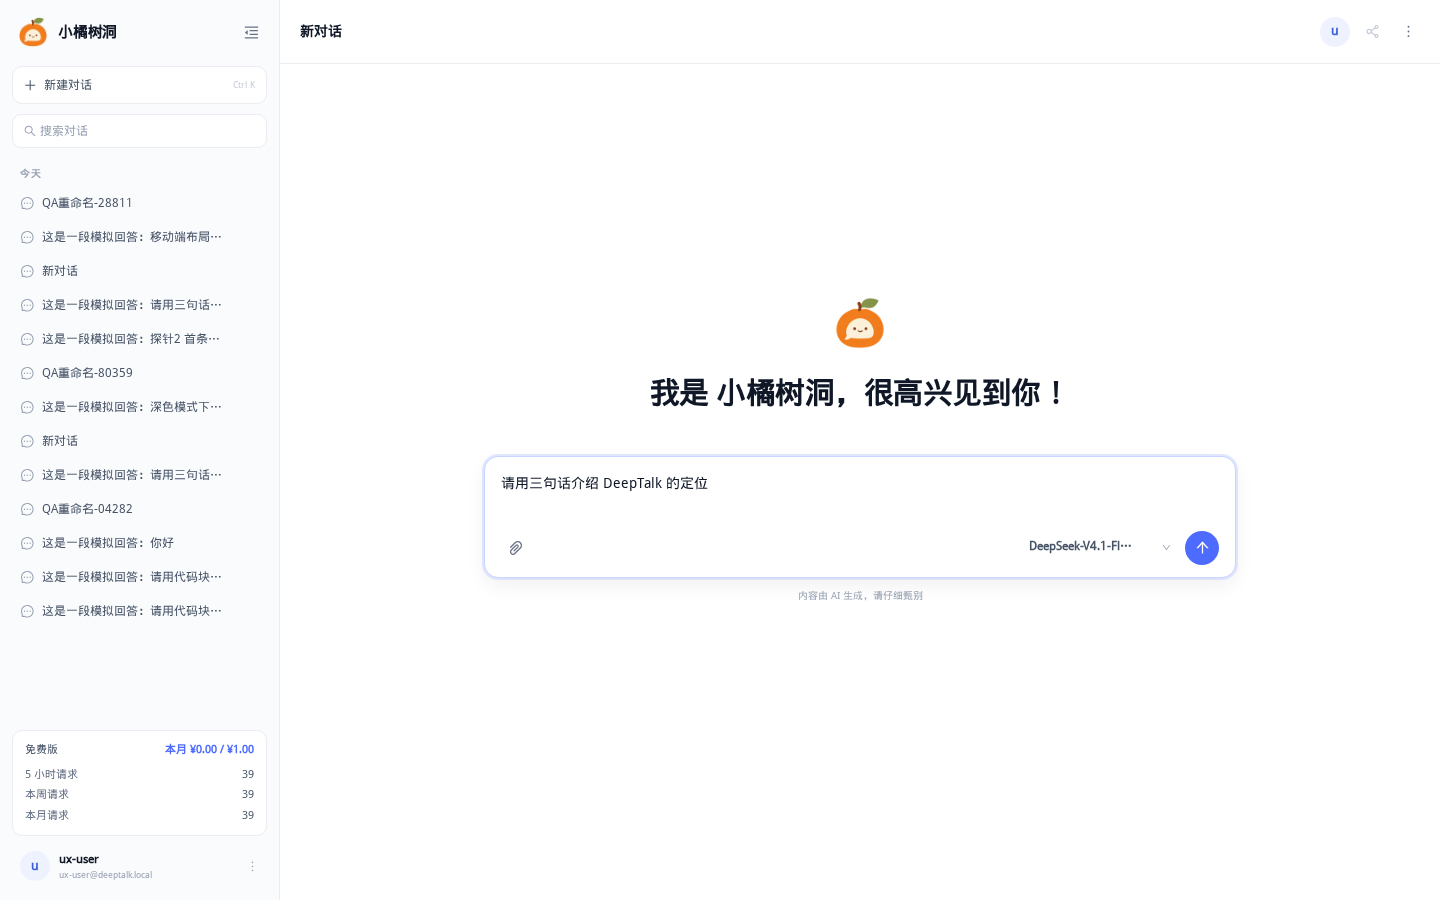 小橘树洞
新建对话
Ctrl K
搜索对话
今天
QA重命名-28811
这是一段模拟回答：移动端布局…
新对话
这是一段模拟回答：请用三句话…
这是一段模拟回答：探针2 首条…
QA重命名-80359
这是一段模拟回答：深色模式下…
新对话
这是一段模拟回答：请用三句话…
QA重命名-04282
这是一段模拟回答：你好
这是一段模拟回答：请用代码块…
这是一段模拟回答：请用代码块…
免费版 本月 ¥0.00 / ¥1.00
5 小时请求 39
本周请求 39
本月请求 39
u
ux-user
ux-user@deeptalk.local
新对话
u
我是 小橘树洞，很高兴见到你！
请用三句话介绍 DeepTalk 的定位
DeepSeek-V4.1-Fl…
内容由 AI 生成，请仔细甄别